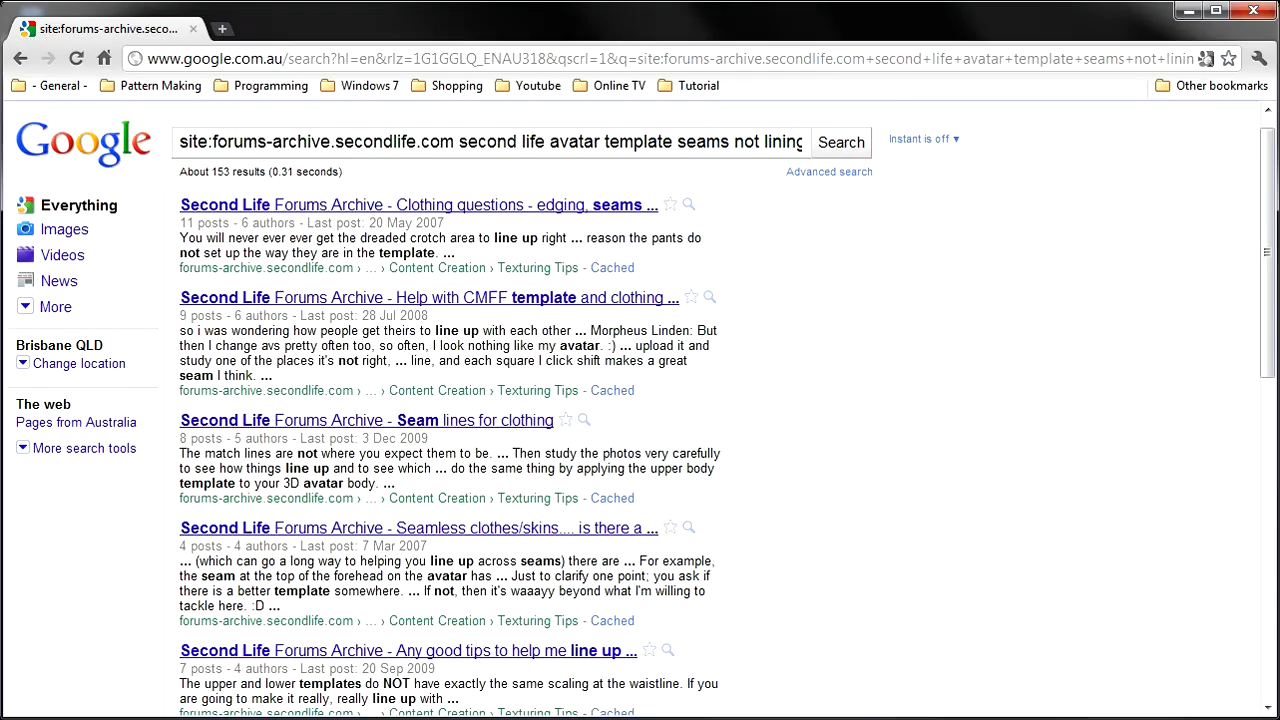 site:forums-archive.seco...
www.google.com.au/search?hl=en&rlz=1G1GGLQ_ENAU318&qscrl=1&q=site:forums-archive.secondlife.com+second+life+avatar+template+seams+not+linin
- General -
Pattern Making
Programming
Windows 7
Shopping
Youtube
Online TV
Tutorial
Other bookmarks
Google
site:forums-archive.secondlife.com second life avatar template seams not lining
Search
Instant is off ▾
About 153 results (0.31 seconds)
Advanced search
Everything
Images
Videos
News
More
Brisbane QLD
Change location
The web
Pages from Australia
More search tools
Second Life Forums Archive - Clothing questions - edging, seams ...
11 posts - 6 authors - Last post: 20 May 2007
You will never ever ever get the dreaded crotch area to line up right ... reason the pants do
not set up the way they are in the template. ...
forums-archive.secondlife.com › ... › Content Creation › Texturing Tips - Cached
Second Life Forums Archive - Help with CMFF template and clothing ...
9 posts - 6 authors - Last post: 28 Jul 2008
so i was wondering how people get theirs to line up with each other ... Morpheus Linden: But
then I change avs pretty often too, so often, I look nothing like my avatar. :) ... upload it and
study one of the places it's not right, ... line, and each square I click shift makes a great
seam I think. ...
forums-archive.secondlife.com › ... › Content Creation › Texturing Tips - Cached
Second Life Forums Archive - Seam lines for clothing
8 posts - 5 authors - Last post: 3 Dec 2009
The match lines are not where you expect them to be. ... Then study the photos very carefully
to see how things line up and to see which ... do the same thing by applying the upper body
template to your 3D avatar body. ...
forums-archive.secondlife.com › ... › Content Creation › Texturing Tips - Cached
Second Life Forums Archive - Seamless clothes/skins.... is there a ...
4 posts - 4 authors - Last post: 7 Mar 2007
... (which can go a long way to helping you line up across seams) there are ... For example,
the seam at the top of the forehead on the avatar has ... Just to clarify one point; you ask if
there is a better template somewhere. ... If not, then it's waaayy beyond what I'm willing to
tackle here. :D ...
forums-archive.secondlife.com › ... › Content Creation › Texturing Tips - Cached
Second Life Forums Archive - Any good tips to help me line up ...
7 posts - 4 authors - Last post: 20 Sep 2009
The upper and lower templates do NOT have exactly the same scaling at the waistline. If you
are going to make it really, really line up with ...
forums-archive.secondlife.com › ... › Content Creation › Texturing Tips - Cached